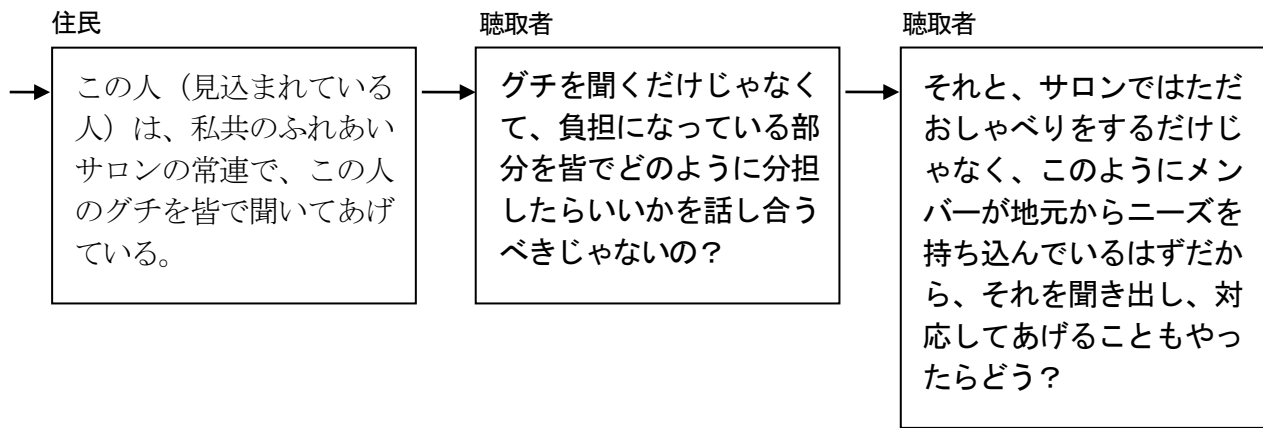 住民
この人（見込まれている
人）は、私共のふれあい
サロンの常連で、この人
のグチを皆で聞いてあげ
ている。
聴取者
グチを聞くだけじゃなく
て、負担になっている部
分を皆でどのように分担
したらいいかを話し合う
べきじゃないの？
聴取者
それと、サロンではただ
おしゃべりをするだけじ
ゃなく、このようにメン
バーが地元からニーズを
持ち込んでいるはずだか
ら、それを聞き出し、対
応してあげることもやっ
たらどう？